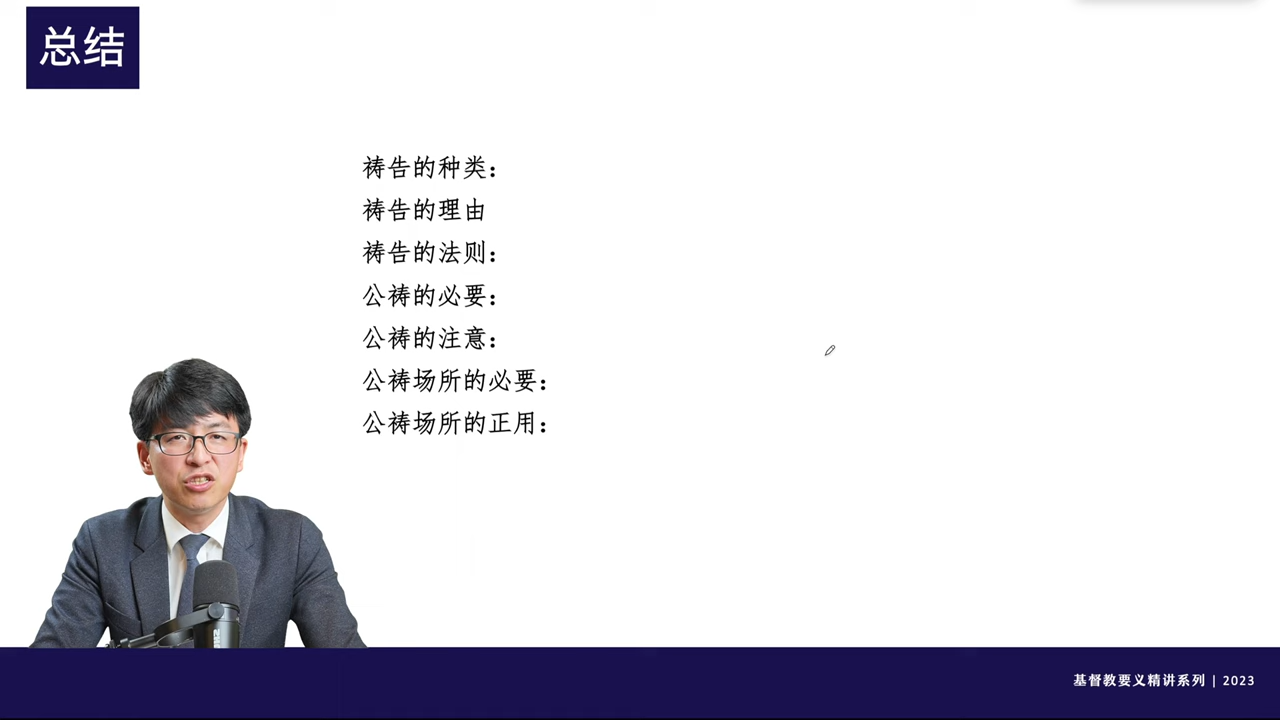 总结
祷告的种类：
祷告的理由
祷告的法则：
公祷的必要：
公祷的注意：
公祷场所的必要：
公祷场所的正用：
基督教要义精讲系列 | 2023